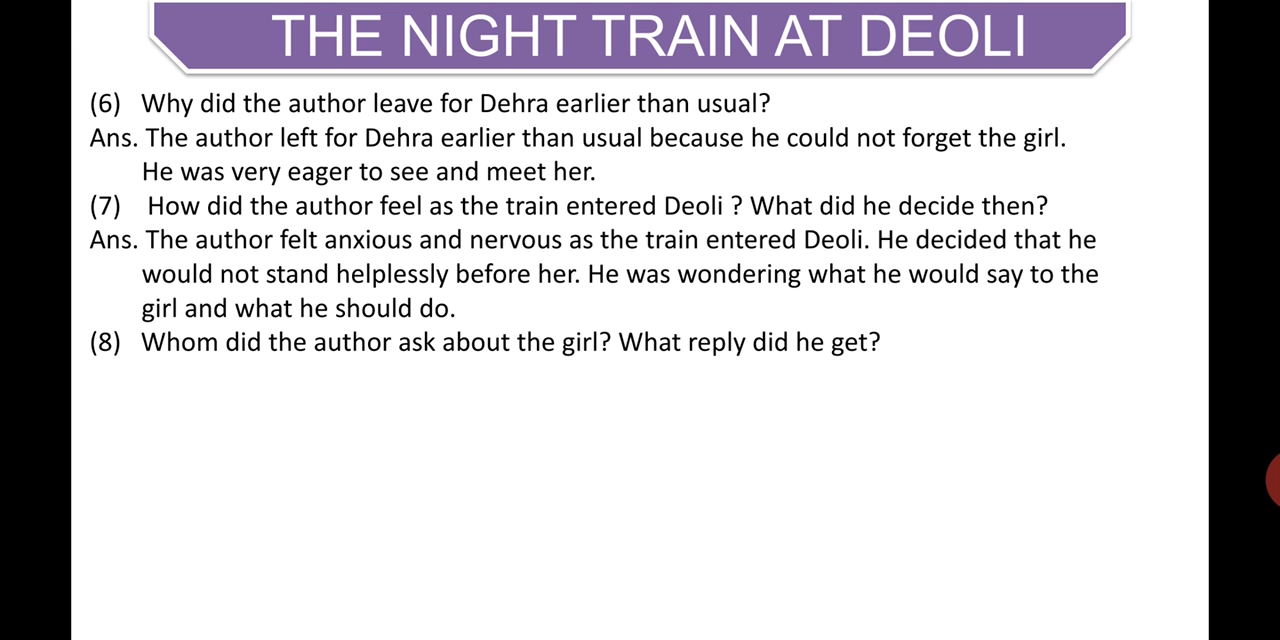 THE NIGHT TRAIN AT DEOLI
(6) Why did the author leave for Dehra earlier than usual?
Ans. The author left for Dehra earlier than usual because he could not forget the girl.
He was very eager to see and meet her.
(7) How did the author feel as the train entered Deoli ? What did he decide then?
Ans. The author felt anxious and nervous as the train entered Deoli. He decided that he
would not stand helplessly before her. He was wondering what he would say to the
girl and what he should do.
(8) Whom did the author ask about the girl? What reply did he get?